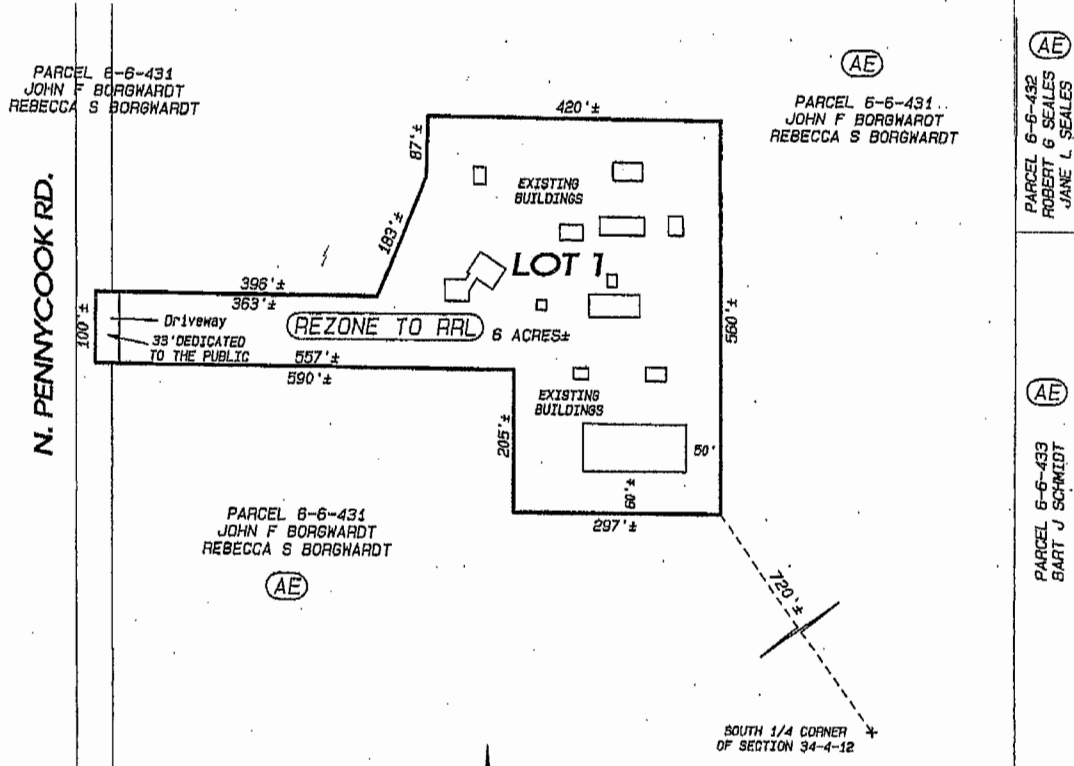 PARCEL 6-6-431
JOHN F BORGWARDT
REBECCA S BORGWARDT
N. PENNYCOOK RD.
AE
PARCEL 6-6-431
JOHN F BORGWARDT
REBECCA S BORGWARDT
AE
PARCEL 6-6-432
ROBERT G SEALES
JANE L SEALES
420'±
87'±
183'±
EXISTING
BUILDINGS
LOT 1
396'±
363'±
100'±
Driveway
33' DEDICATED
TO THE PUBLIC
REZONE TO RRL
6 ACRES±
557'±
590'±
560'±
EXISTING
BUILDINGS
205'±
50'
60'±
297'±
AE
PARCEL 6-6-433
BART J SCHMIDT
PARCEL 6-6-431
JOHN F BORGWARDT
REBECCA S BORGWARDT
AE
720'±
SOUTH 1/4 CORNER
OF SECTION 34-4-12